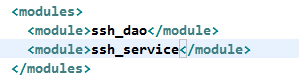 <modules>
<module>ssh_dao</module>
<module>ssh_service</module>
</modules>